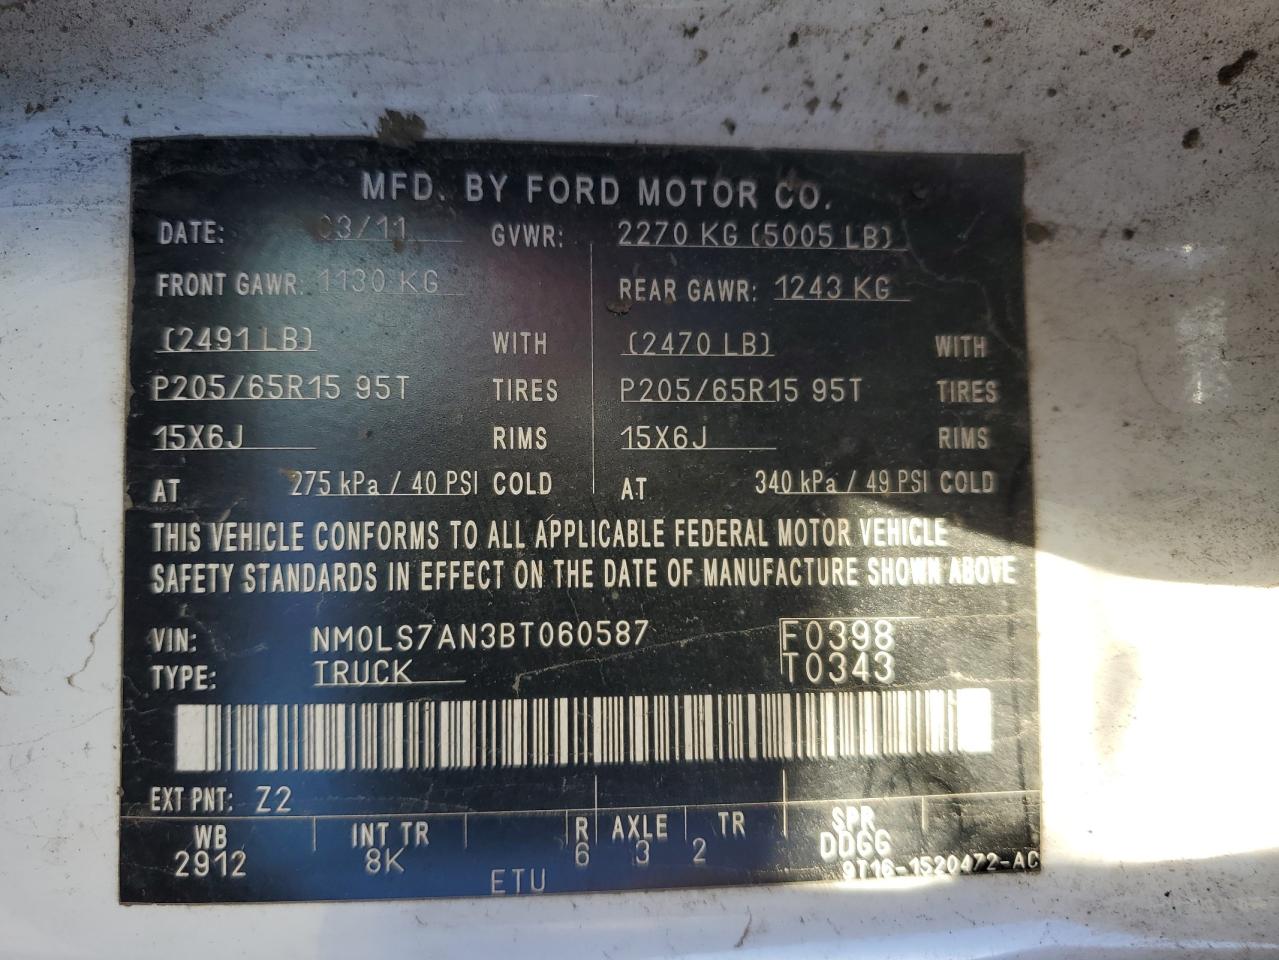 MFD. BY FORD MOTOR CO.
DATE: 03/11 GVWR: 2270 KG (5005 LB)
FRONT GAWR: 1130 KG REAR GAWR: 1243 KG
(2491 LB) WITH (2470 LB) WITH
P205/65R15 95T TIRES P205/65R15 95T TIRES
15X6J RIMS 15X6J RIMS
AT 275 kPa / 40 PSI COLD AT 340 kPa / 49 PSI COLD
THIS VEHICLE CONFORMS TO ALL APPLICABLE FEDERAL MOTOR VEHICLE
SAFETY STANDARDS IN EFFECT ON THE DATE OF MANUFACTURE SHOWN ABOVE
VIN: NM0LS7AN3BT060587 F0398
TYPE: TRUCK T0343
EXT PNT: Z2
WB INT TR R AXLE TR SPR
2912 8K 6 3 2 DDGG
ETU 9T16-1520472-AC